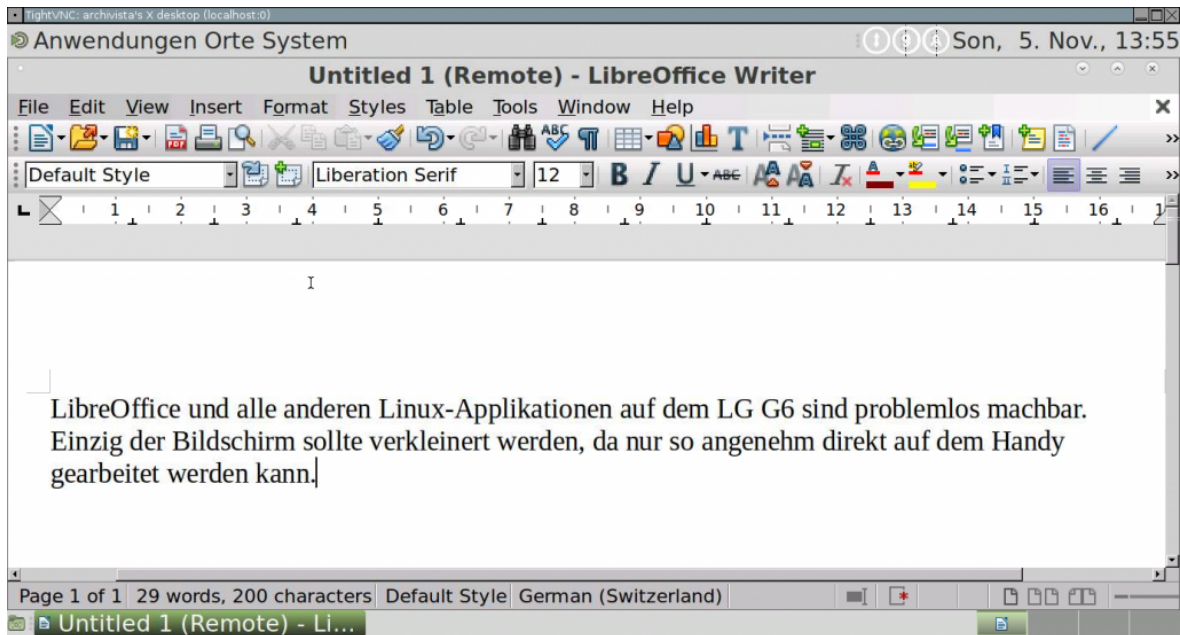 TightVNC: archivista's X desktop (localhost:0)
Anwendungen Orte System Son, 5. Nov., 13:55
Untitled 1 (Remote) - LibreOffice Writer
File Edit View Insert Format Styles Table Tools Window Help
Default Style Liberation Serif 12
1 2 3 4 5 6 7 8 9 10 11 12 13 14 15 16
LibreOffice und alle anderen Linux-Applikationen auf dem LG G6 sind problemlos machbar.
Einzig der Bildschirm sollte verkleinert werden, da nur so angenehm direkt auf dem Handy
gearbeitet werden kann.
Page 1 of 1 29 words, 200 characters Default Style German (Switzerland)
Untitled 1 (Remote) - Li...